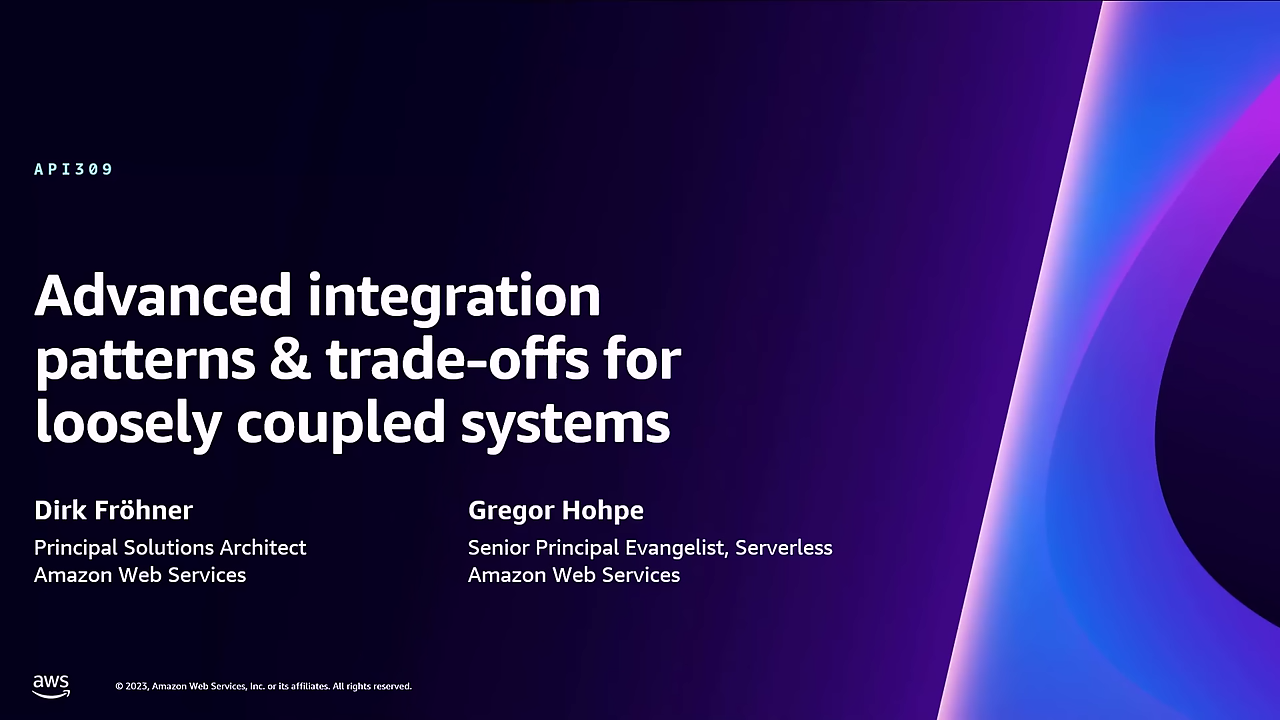 API309
Advanced integration
patterns & trade-offs for
loosely coupled systems
Dirk Fröhner
Principal Solutions Architect
Amazon Web Services
Gregor Hohpe
Senior Principal Evangelist, Serverless
Amazon Web Services
aws
© 2023, Amazon Web Services, Inc. or its affiliates. All rights reserved.